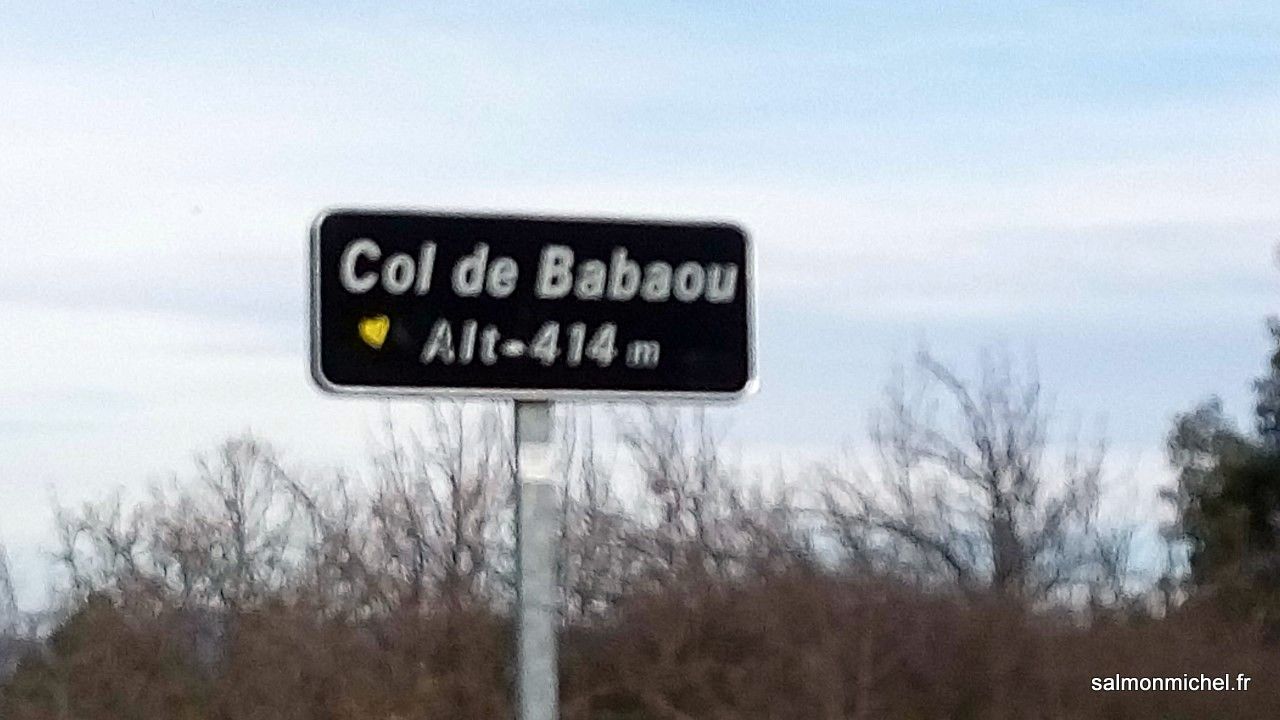 Col de Babaou
Alt-414 m
salmonmichel.fr